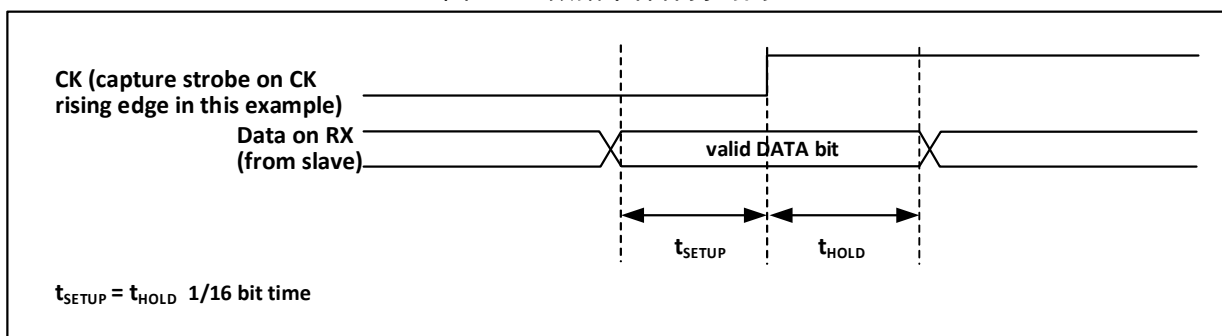 CK (capture strobe on CK
rising edge in this example)
Data on RX
(from slave)
valid DATA bit
tSETUP
tHOLD
tSETUP = tHOLD 1/16 bit time